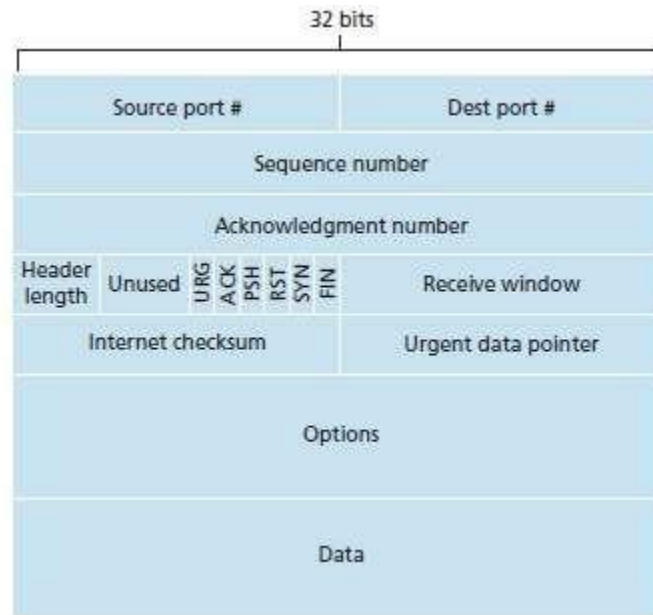 32 bits
Source port #
Dest port #
Sequence number
Acknowledgment number
Header
length
Unused
URG
ACK
PSH
RST
SYN
FIN
Receive window
Internet checksum
Urgent data pointer
Options
Data